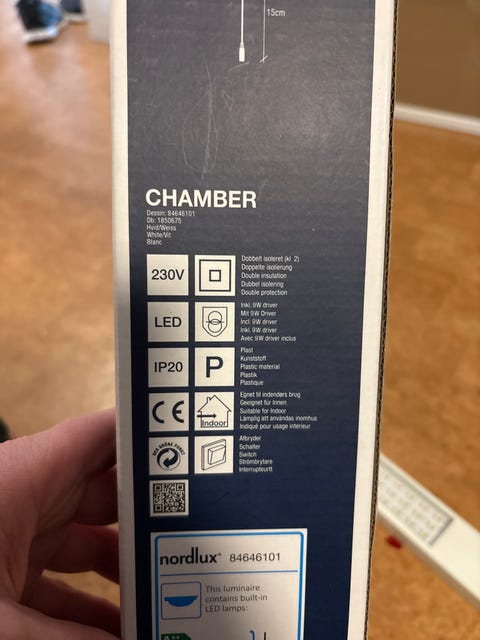 15cm
CHAMBER
Dessin: 84646101
Db: 1850675
Hvid/Weiss
White/Vit
Blanc
230V
Dobbelt isoleret (kl 2)
Doppelte isolierung
Double insulation
Dubbel isolering
Double protection
LED
Inkl. 9W driver
Mit 9W Driver
Incl. 9W driver
Inkl. 9W driver
Avec 9W driver inclus
IP20
P
Plast
Kunststoff
Plastic material
Plastik
Plastique
CE
Indoor
Egnet til indendørs brug
Geeignet für innen
Suitable for Indoor
Lämplig att användas inomhus
Indiqué pour usage intérieur
Afbryder
Schalter
Switch
Strömbrytare
Interrupteurtt
nordlux 84646101
This luminaire
contains built-in
LED lamps:
A++